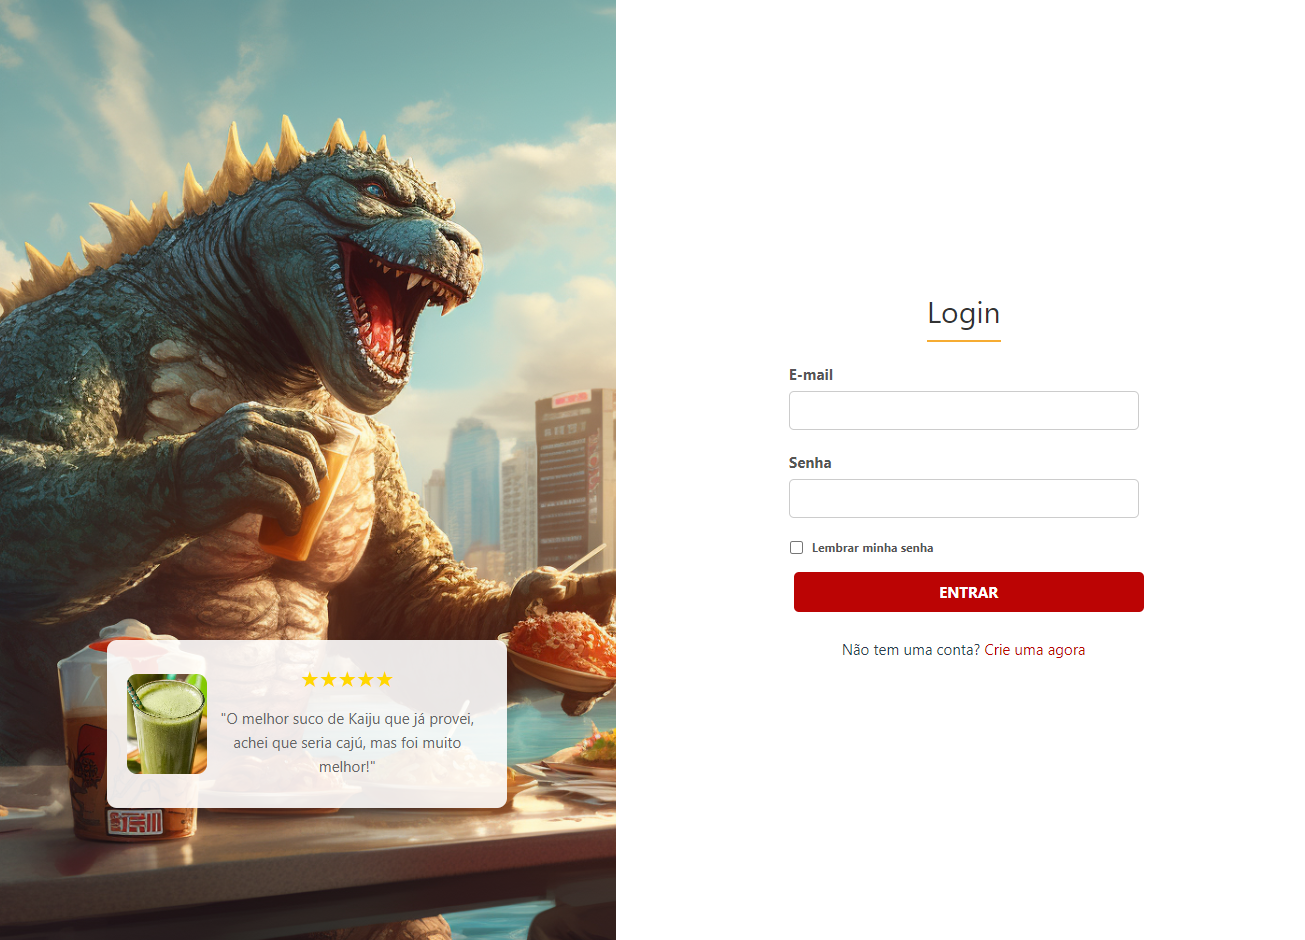 ★★★★★
"O melhor suco de Kaiju que já provei,
achei que seria cajú, mas foi muito
melhor!"
Login
E-mail
Senha
Lembrar minha senha
ENTRAR
Não tem uma conta? Crie uma agora